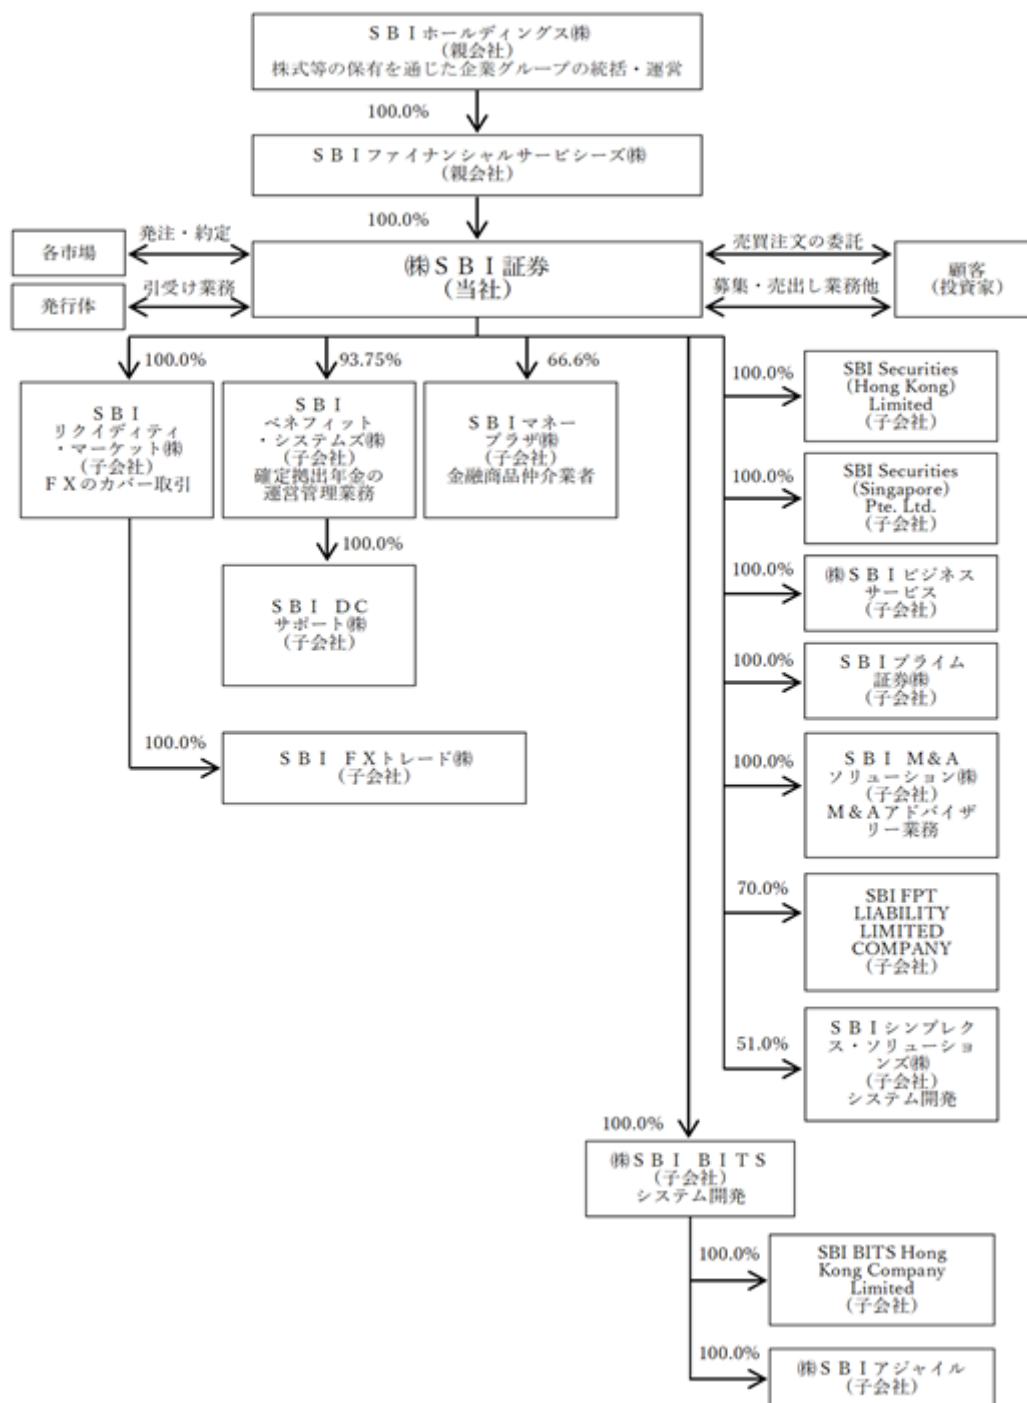 ＳＢＩホールディングス㈱
（親会社）
株式等の保有を通じた企業グループの統括・運営
100.0%
ＳＢＩファイナンシャルサービシーズ㈱
（親会社）
100.0%
各市場
発注・約定
㈱ＳＢＩ証券
（当社）
売買注文の委託
顧客
（投資家）
発行体
引受け業務
募集・売出し業務他
100.0%
ＳＢＩ
リクイディティ
・マーケット㈱
（子会社）
ＦＸのカバー取引
93.75%
ＳＢＩ
ベネフィット
・システムズ㈱
（子会社）
確定拠出年金の
運営管理業務
66.6%
ＳＢＩマネー
プラザ㈱
（子会社）
金融商品仲介業者
100.0%
SBI Securities
(Hong Kong)
Limited
（子会社）
100.0%
SBI Securities
(Singapore)
Pte. Ltd.
（子会社）
100.0%
ＳＢＩ ＤＣ
サポート㈱
（子会社）
100.0%
㈱ＳＢＩビジネス
サービス
（子会社）
100.0%
ＳＢＩプライム
証券㈱
（子会社）
100.0%
ＳＢＩ ＦＸトレード㈱
（子会社）
100.0%
ＳＢＩ Ｍ＆Ａ
ソリューション㈱
（子会社）
Ｍ＆Ａアドバイザ
リー業務
70.0%
SBI FPT
LIABILITY
LIMITED
COMPANY
（子会社）
51.0%
ＳＢＩシンプレク
ス・ソリューショ
ンズ㈱
（子会社）
システム開発
100.0%
㈱ＳＢＩ ＢＩＴＳ
（子会社）
システム開発
100.0%
SBI BITS Hong
Kong Company
Limited
（子会社）
100.0%
㈱ＳＢＩアジャイル
（子会社）